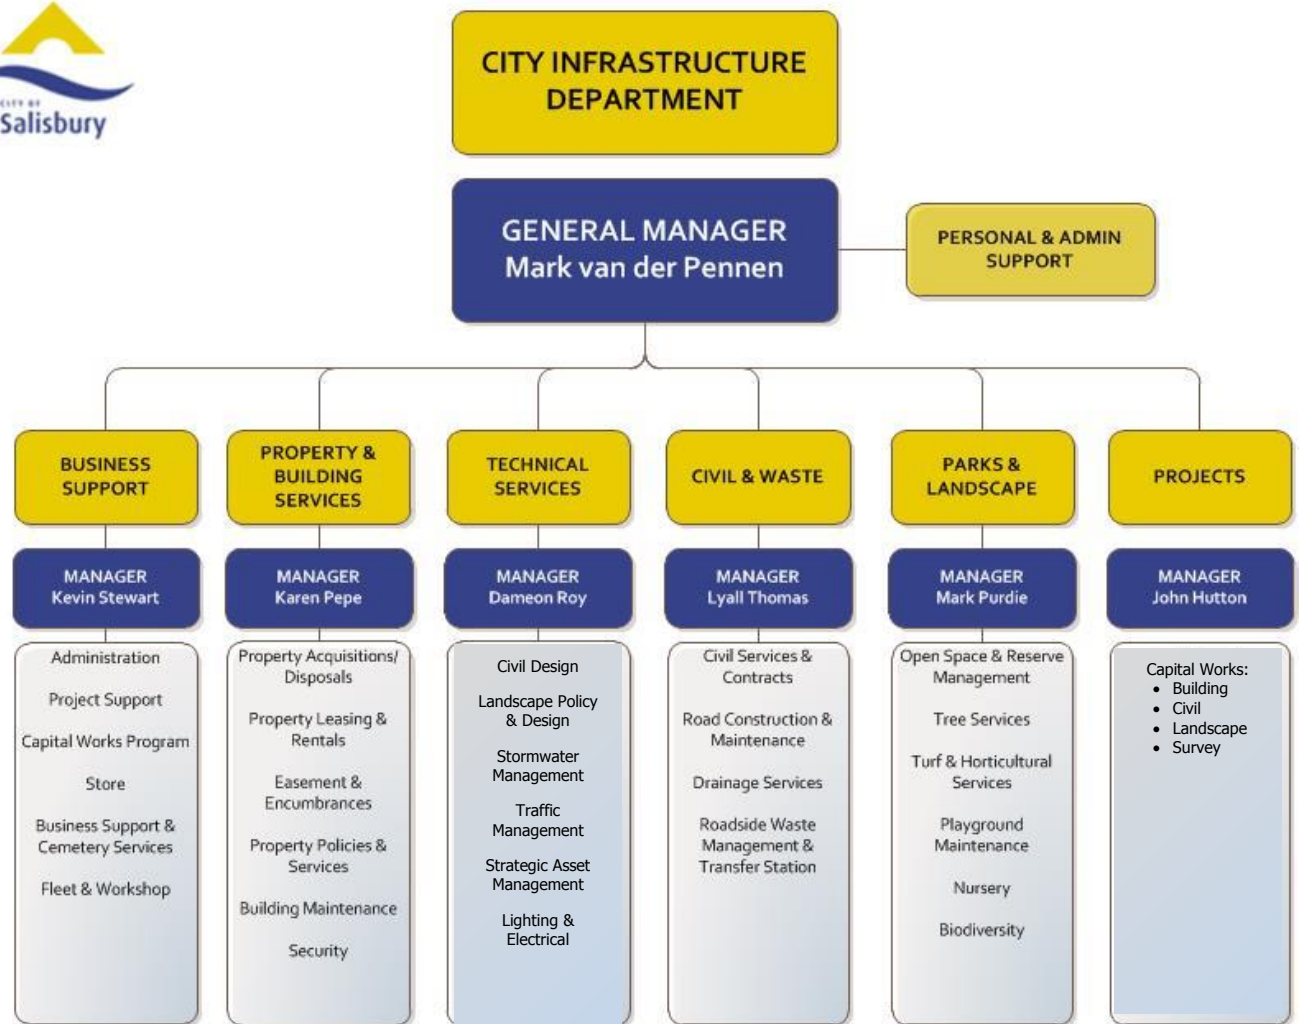 CITY OF
Salisbury
CITY INFRASTRUCTURE
DEPARTMENT
GENERAL MANAGER
Mark van der Pennen
PERSONAL & ADMIN
SUPPORT
BUSINESS
SUPPORT
MANAGER
Kevin Stewart
Administration
Project Support
Capital Works Program
Store
Business Support &
Cemetery Services
Fleet & Workshop
PROPERTY &
BUILDING
SERVICES
MANAGER
Karen Pepe
Property Acquisitions/
Disposals
Property Leasing &
Rentals
Easement &
Encumbrances
Property Policies &
Services
Building Maintenance
Security
TECHNICAL
SERVICES
MANAGER
Dameon Roy
Civil Design
Landscape Policy
& Design
Stormwater
Management
Traffic
Management
Strategic Asset
Management
Lighting &
Electrical
CIVIL & WASTE
MANAGER
Lyall Thomas
Civil Services &
Contracts
Road Construction &
Maintenance
Drainage Services
Roadside Waste
Management &
Transfer Station
PARKS &
LANDSCAPE
MANAGER
Mark Purdie
Open Space & Reserve
Management
Tree Services
Turf & Horticultural
Services
Playground
Maintenance
Nursery
Biodiversity
PROJECTS
MANAGER
John Hutton
Capital Works:
• Building
• Civil
• Landscape
• Survey